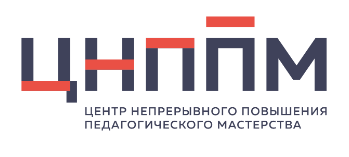 ЦНППМ
ЦЕНТР НЕПРЕРЫВНОГО ПОВЫШЕНИЯ
ПЕДАГОГИЧЕСКОГО МАСТЕРСТВА